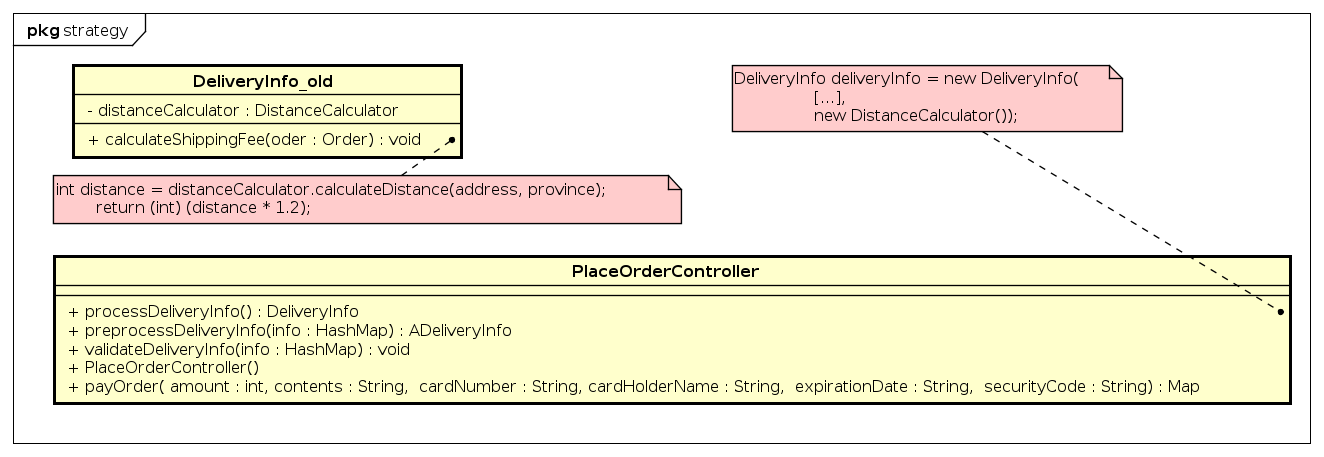 pkg strategy
DeliveryInfo_old
- distanceCalculator : DistanceCalculator
+ calculateShippingFee(oder : Order) : void
DeliveryInfo deliveryInfo = new DeliveryInfo(
[...],
new DistanceCalculator());
int distance = distanceCalculator.calculateDistance(address, province);
return (int) (distance * 1.2);
PlaceOrderController
+ processDeliveryInfo() : DeliveryInfo
+ preprocessDeliveryInfo(info : HashMap) : ADeliveryInfo
+ validateDeliveryInfo(info : HashMap) : void
+ PlaceOrderController()
+ payOrder( amount : int, contents : String,  cardNumber : String, cardHolderName : String,  expirationDate : String,  securityCode : String) : Map